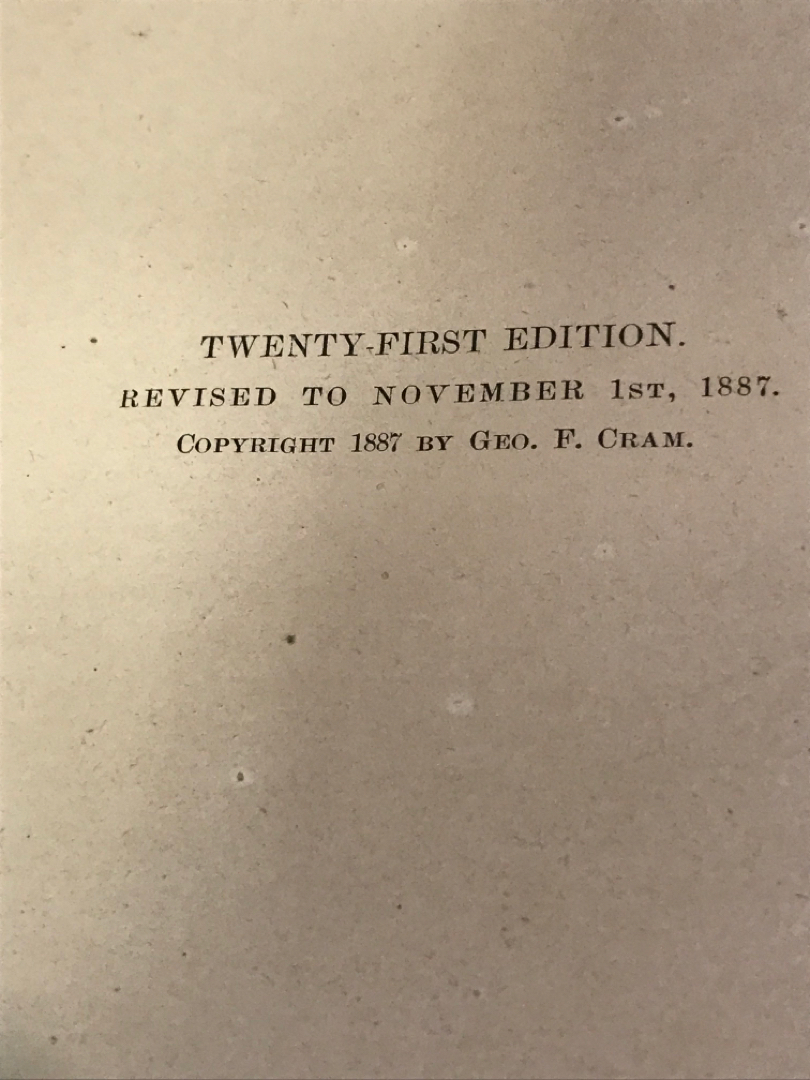 TWENTY-FIRST EDITION.
REVISED TO NOVEMBER 1ST, 1887.
COPYRIGHT 1887 BY GEO. F. CRAM.